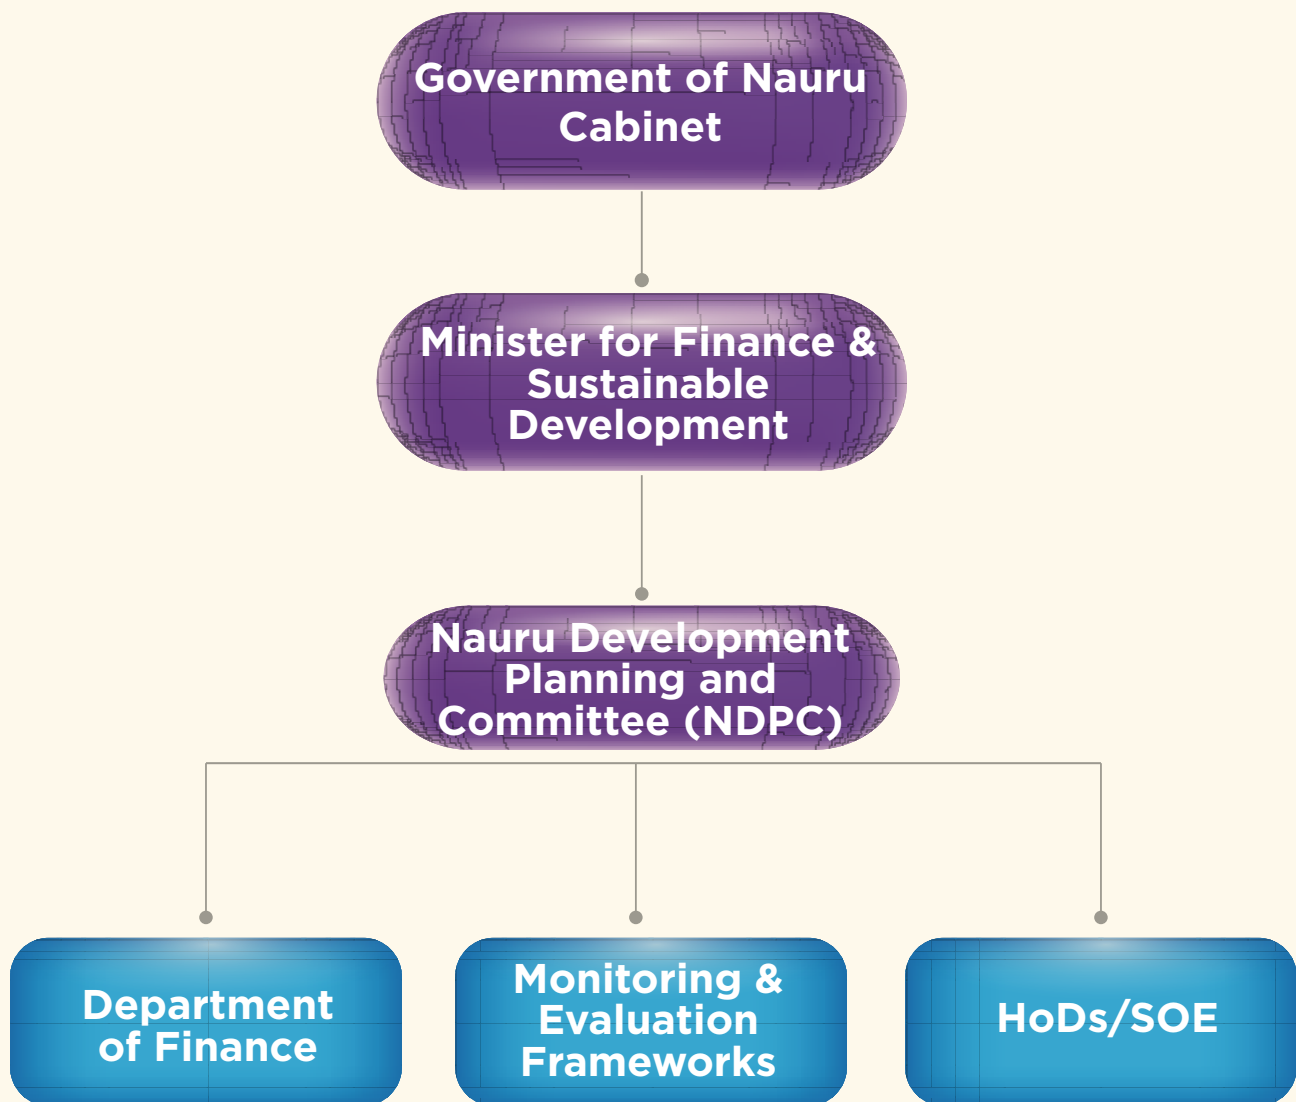 Government of Nauru
Cabinet
Minister for Finance &
Sustainable
Development
Nauru Development
Planning and
Committee (NDPC)
Department
of Finance
Monitoring &
Evaluation
Frameworks
HoDs/SOE